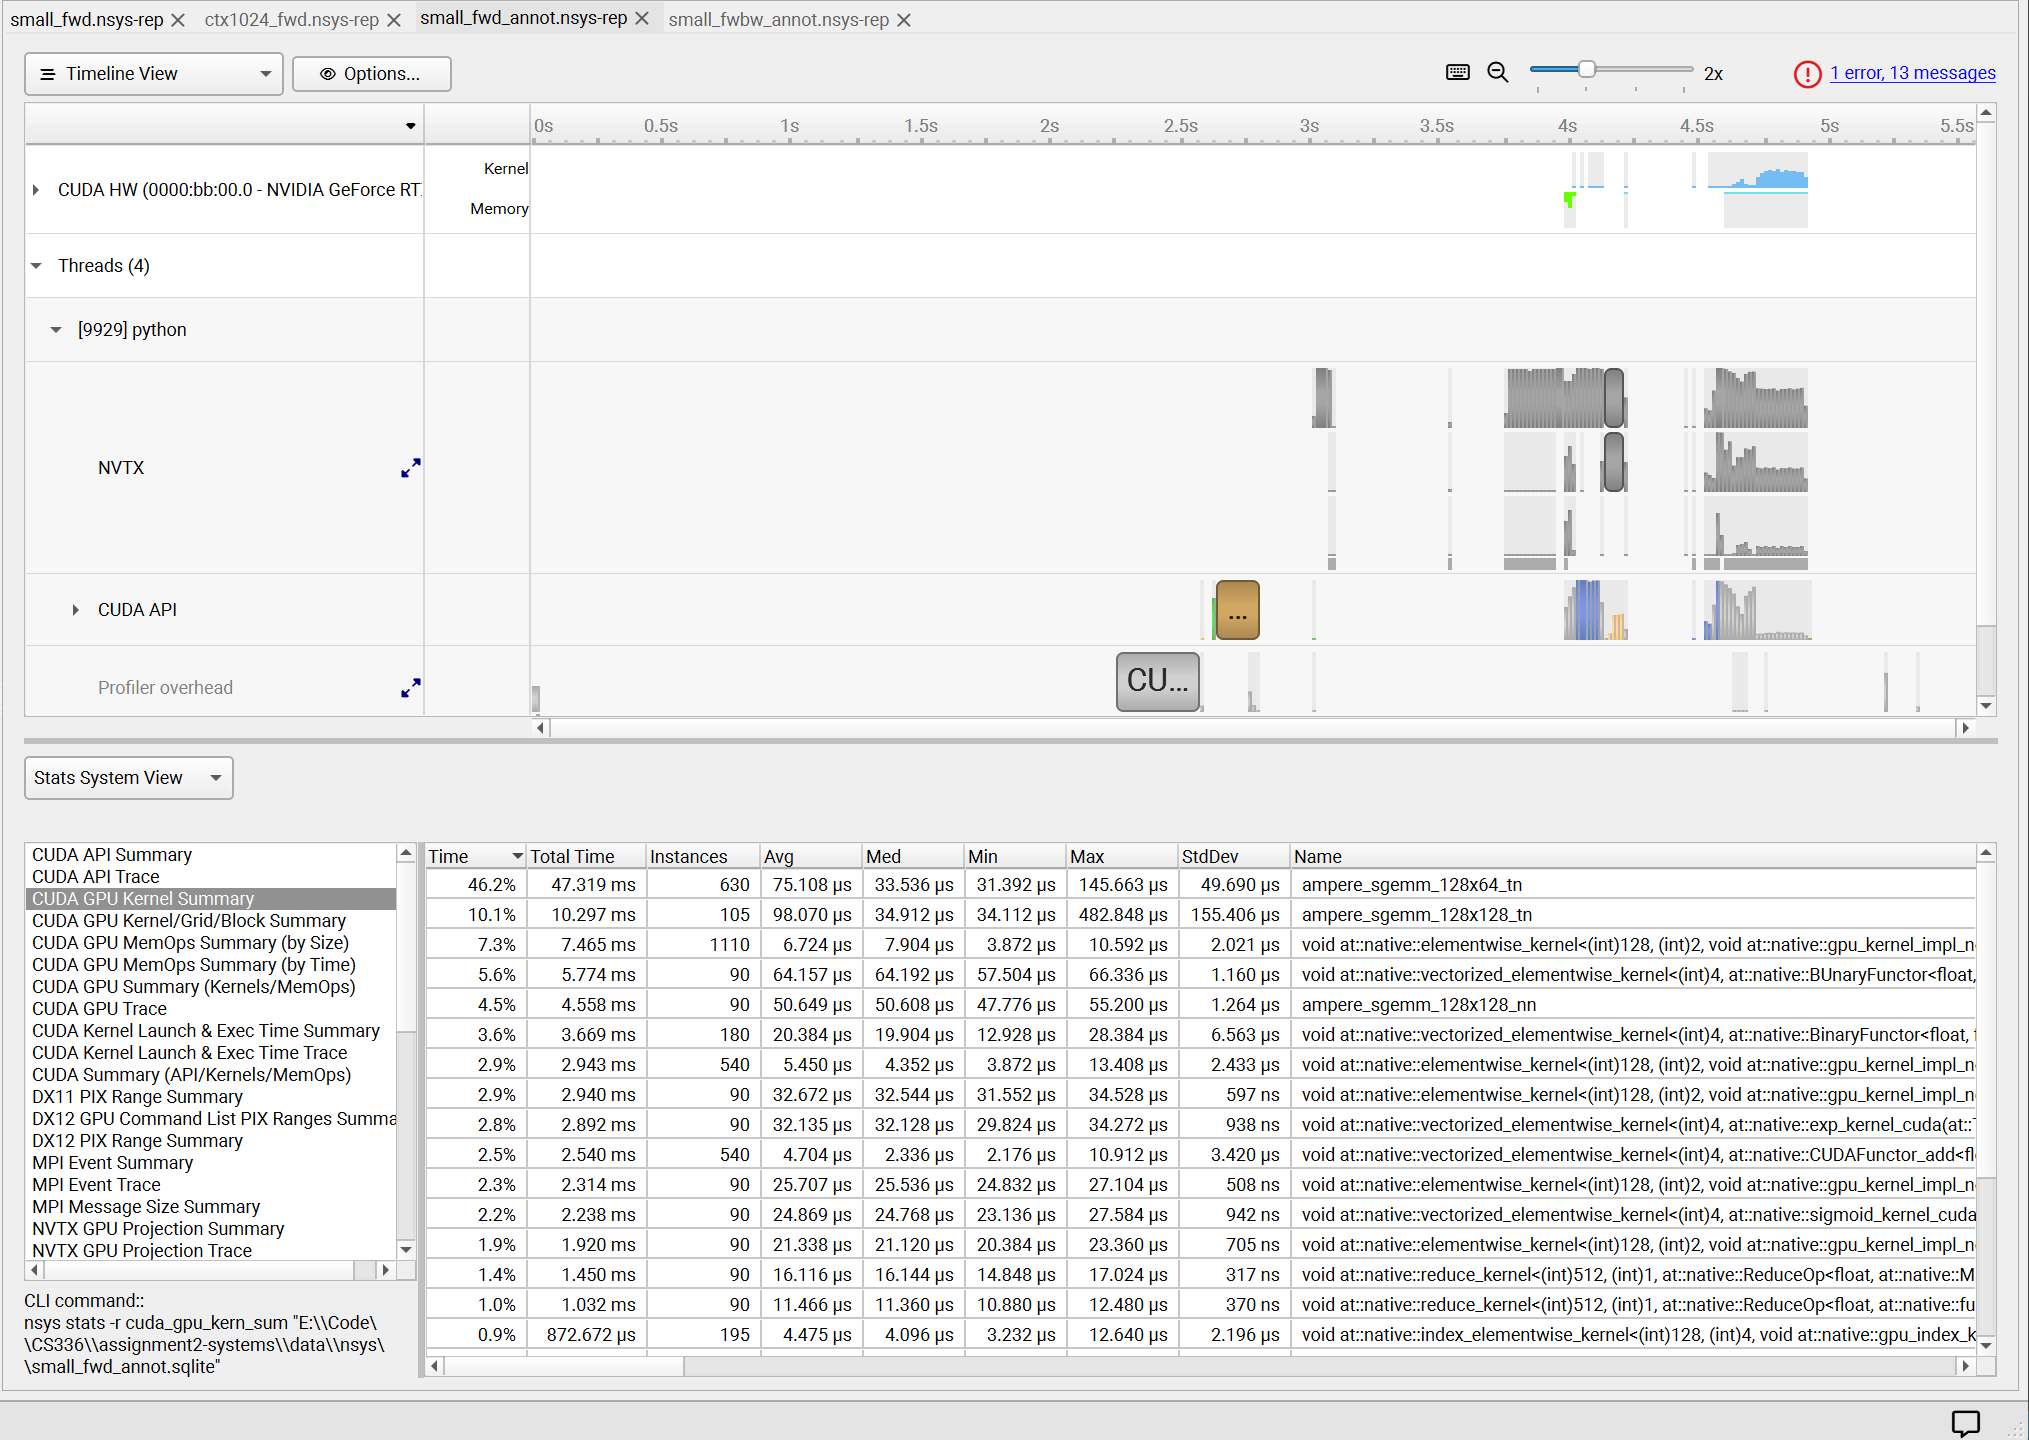 small_fwd.nsys-rep ctx1024_fwd.nsys-rep small_fwd_annot.nsys-rep small_fwbw_annot.nsys-rep
Timeline View Options... 2x 1 error, 13 messages
0s 0.5s 1s 1.5s 2s 2.5s 3s 3.5s 4s 4.5s 5s 5.5s
Kernel
CUDA HW (0000:bb:00.0 - NVIDIA GeForce RT.
Memory
Threads (4)
[9929] python
NVTX
CUDA API ...
Profiler overhead CU...
Stats System View
CUDA API Summary
CUDA API Trace
CUDA GPU Kernel Summary
CUDA GPU Kernel/Grid/Block Summary
CUDA GPU MemOps Summary (by Size)
CUDA GPU MemOps Summary (by Time)
CUDA GPU Summary (Kernels/MemOps)
CUDA GPU Trace
CUDA Kernel Launch & Exec Time Summary
CUDA Kernel Launch & Exec Time Trace
CUDA Summary (API/Kernels/MemOps)
DX11 PIX Range Summary
DX12 GPU Command List PIX Ranges Summa
DX12 PIX Range Summary
MPI Event Summary
MPI Event Trace
MPI Message Size Summary
NVTX GPU Projection Summary
NVTX GPU Projection Trace
CLI command::
nsys stats -r cuda_gpu_kern_sum "E:\\Code\
\CS336\\assignment2-systems\\data\\nsys\
\small_fwd_annot.sqlite"
Time Total Time Instances Avg Med Min Max StdDev Name
46.2% 47.319 ms 630 75.108 µs 33.536 µs 31.392 µs 145.663 µs 49.690 µs ampere_sgemm_128x64_tn
10.1% 10.297 ms 105 98.070 µs 34.912 µs 34.112 µs 482.848 µs 155.406 µs ampere_sgemm_128x128_tn
7.3% 7.465 ms 1110 6.724 µs 7.904 µs 3.872 µs 10.592 µs 2.021 µs void at::native::elementwise_kernel<(int)128, (int)2, void at::native::gpu_kernel_impl_n
5.6% 5.774 ms 90 64.157 µs 64.192 µs 57.504 µs 66.336 µs 1.160 µs void at::native::vectorized_elementwise_kernel<(int)4, at::native::BUnaryFunctor<float,
4.5% 4.558 ms 90 50.649 µs 50.608 µs 47.776 µs 55.200 µs 1.264 µs ampere_sgemm_128x128_nn
3.6% 3.669 ms 180 20.384 µs 19.904 µs 12.928 µs 28.384 µs 6.563 µs void at::native::vectorized_elementwise_kernel<(int)4, at::native::BinaryFunctor<float, f
2.9% 2.943 ms 540 5.450 µs 4.352 µs 3.872 µs 13.408 µs 2.433 µs void at::native::elementwise_kernel<(int)128, (int)2, void at::native::gpu_kernel_impl_n
2.9% 2.940 ms 90 32.672 µs 32.544 µs 31.552 µs 34.528 µs 597 ns void at::native::elementwise_kernel<(int)128, (int)2, void at::native::gpu_kernel_impl_n
2.8% 2.892 ms 90 32.135 µs 32.128 µs 29.824 µs 34.272 µs 938 ns void at::native::vectorized_elementwise_kernel<(int)4, at::native::exp_kernel_cuda(at::T
2.5% 2.540 ms 540 4.704 µs 2.336 µs 2.176 µs 10.912 µs 3.420 µs void at::native::vectorized_elementwise_kernel<(int)4, at::native::CUDAFunctor_add<fl
2.3% 2.314 ms 90 25.707 µs 25.536 µs 24.832 µs 27.104 µs 508 ns void at::native::elementwise_kernel<(int)128, (int)2, void at::native::gpu_kernel_impl_n
2.2% 2.238 ms 90 24.869 µs 24.768 µs 23.136 µs 27.584 µs 942 ns void at::native::vectorized_elementwise_kernel<(int)4, at::native::sigmoid_kernel_cuda
1.9% 1.920 ms 90 21.338 µs 21.120 µs 20.384 µs 23.360 µs 705 ns void at::native::elementwise_kernel<(int)128, (int)2, void at::native::gpu_kernel_impl_n
1.4% 1.450 ms 90 16.116 µs 16.144 µs 14.848 µs 17.024 µs 317 ns void at::native::reduce_kernel<(int)512, (int)1, at::native::ReduceOp<float, at::native::M
1.0% 1.032 ms 90 11.466 µs 11.360 µs 10.880 µs 12.480 µs 370 ns void at::native::reduce_kernel<(int)512, (int)1, at::native::ReduceOp<float, at::native::fu
0.9% 872.672 µs 195 4.475 µs 4.096 µs 3.232 µs 12.640 µs 2.196 µs void at::native::index_elementwise_kernel<(int)128, (int)4, void at::native::gpu_index_k